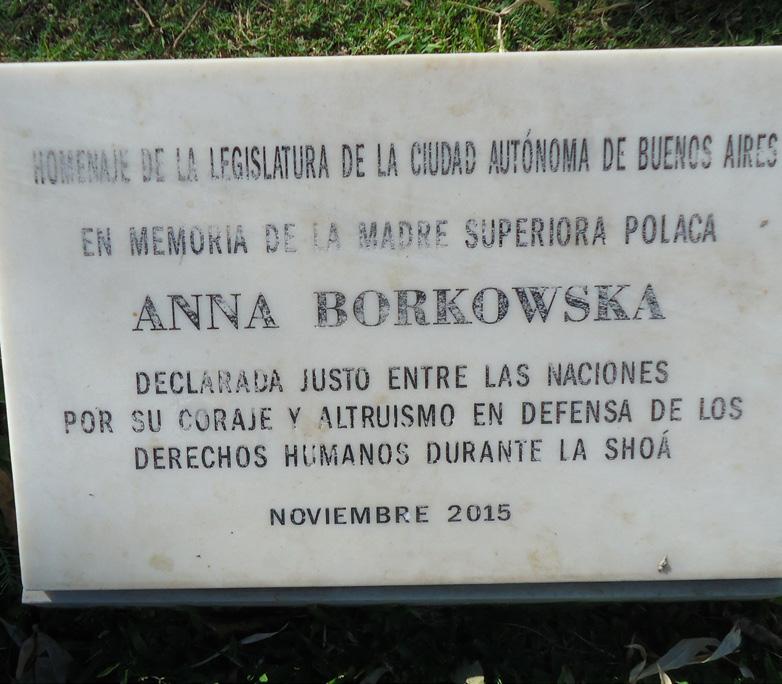 HOMENAJE DE LA LEGISLATURA DE LA CIUDAD AUTÓNOMA DE BUENOS AIRES
EN MEMORIA DE LA MADRE SUPERIORA POLACA
ANNA BORKOWSKA
DECLARADA JUSTO ENTRE LAS NACIONES
POR SU CORAJE Y ALTRUISMO EN DEFENSA DE LOS
DERECHOS HUMANOS DURANTE LA SHOÁ
NOVIEMBRE 2015